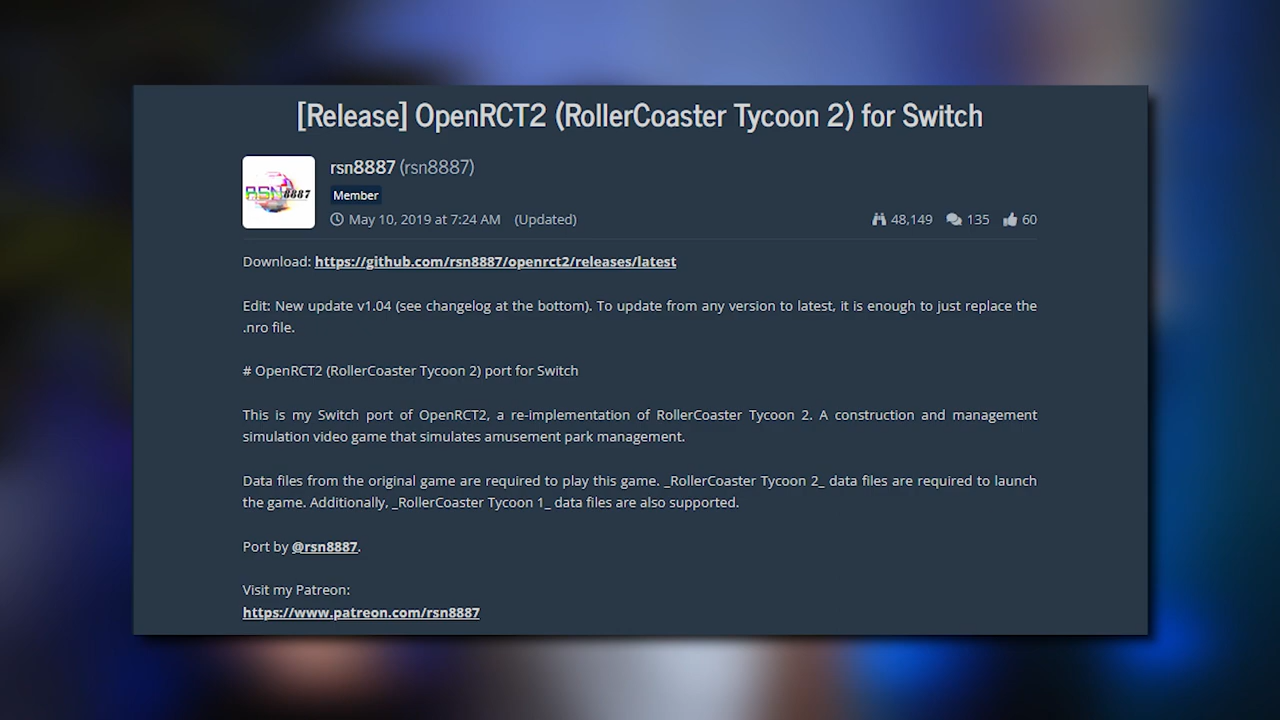 [Release] OpenRCT2 (RollerCoaster Tycoon 2) for Switch
RSN8887
rsn8887 (rsn8887)
Member
May 10, 2019 at 7:24 AM (Updated)
48,149 135 60
Download: https://github.com/rsn8887/openrct2/releases/latest
Edit: New update v1.04 (see changelog at the bottom). To update from any version to latest, it is enough to just replace the
.nro file.
# OpenRCT2 (RollerCoaster Tycoon 2) port for Switch
This is my Switch port of OpenRCT2, a re-implementation of RollerCoaster Tycoon 2. A construction and management
simulation video game that simulates amusement park management.
Data files from the original game are required to play this game. _RollerCoaster Tycoon 2_ data files are required to launch
the game. Additionally, _RollerCoaster Tycoon 1_ data files are also supported.
Port by @rsn8887.
Visit my Patreon:
https://www.patreon.com/rsn8887